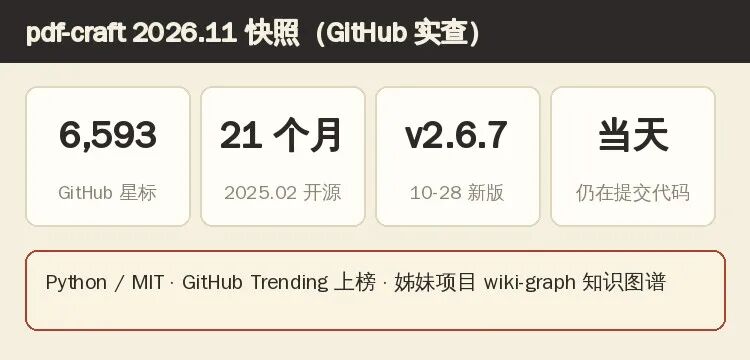 pdf-craft 2026.11 快照（GitHub 实查）
6,593
GitHub 星标
21 个月
2025.02 开源
v2.6.7
10-28 新版
当天
仍在提交代码
Python / MIT · GitHub Trending 上榜 · 姊妹项目 wiki-graph 知识图谱